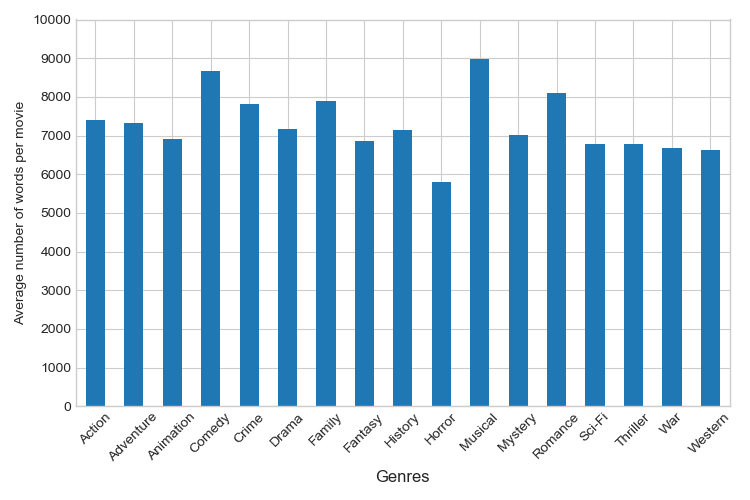 10000
9000
8000
7000
6000
5000
4000
3000
2000
1000
0
Average number of words per movie
Action
Adventure
Animation
Comedy
Crime
Drama
Family
Fantasy
History
Horror
Musical
Mystery
Romance
Sci-Fi
Thriller
War
Western
Genres